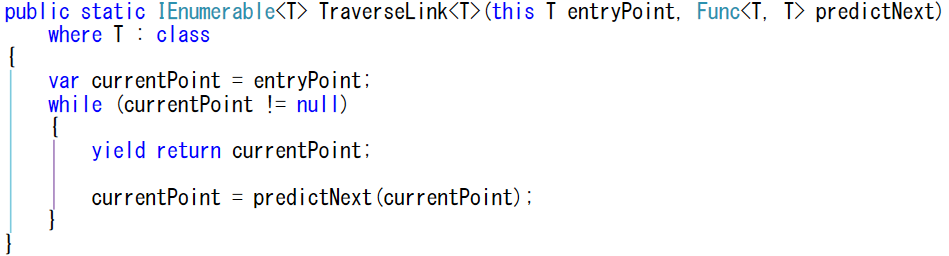 public static IEnumerable<T> TraverseLink<T>(this T entryPoint, Func<T, T> predictNext)
    where T : class
{
    var currentPoint = entryPoint;
    while (currentPoint != null)
    {
        yield return currentPoint;

        currentPoint = predictNext(currentPoint);
    }
}